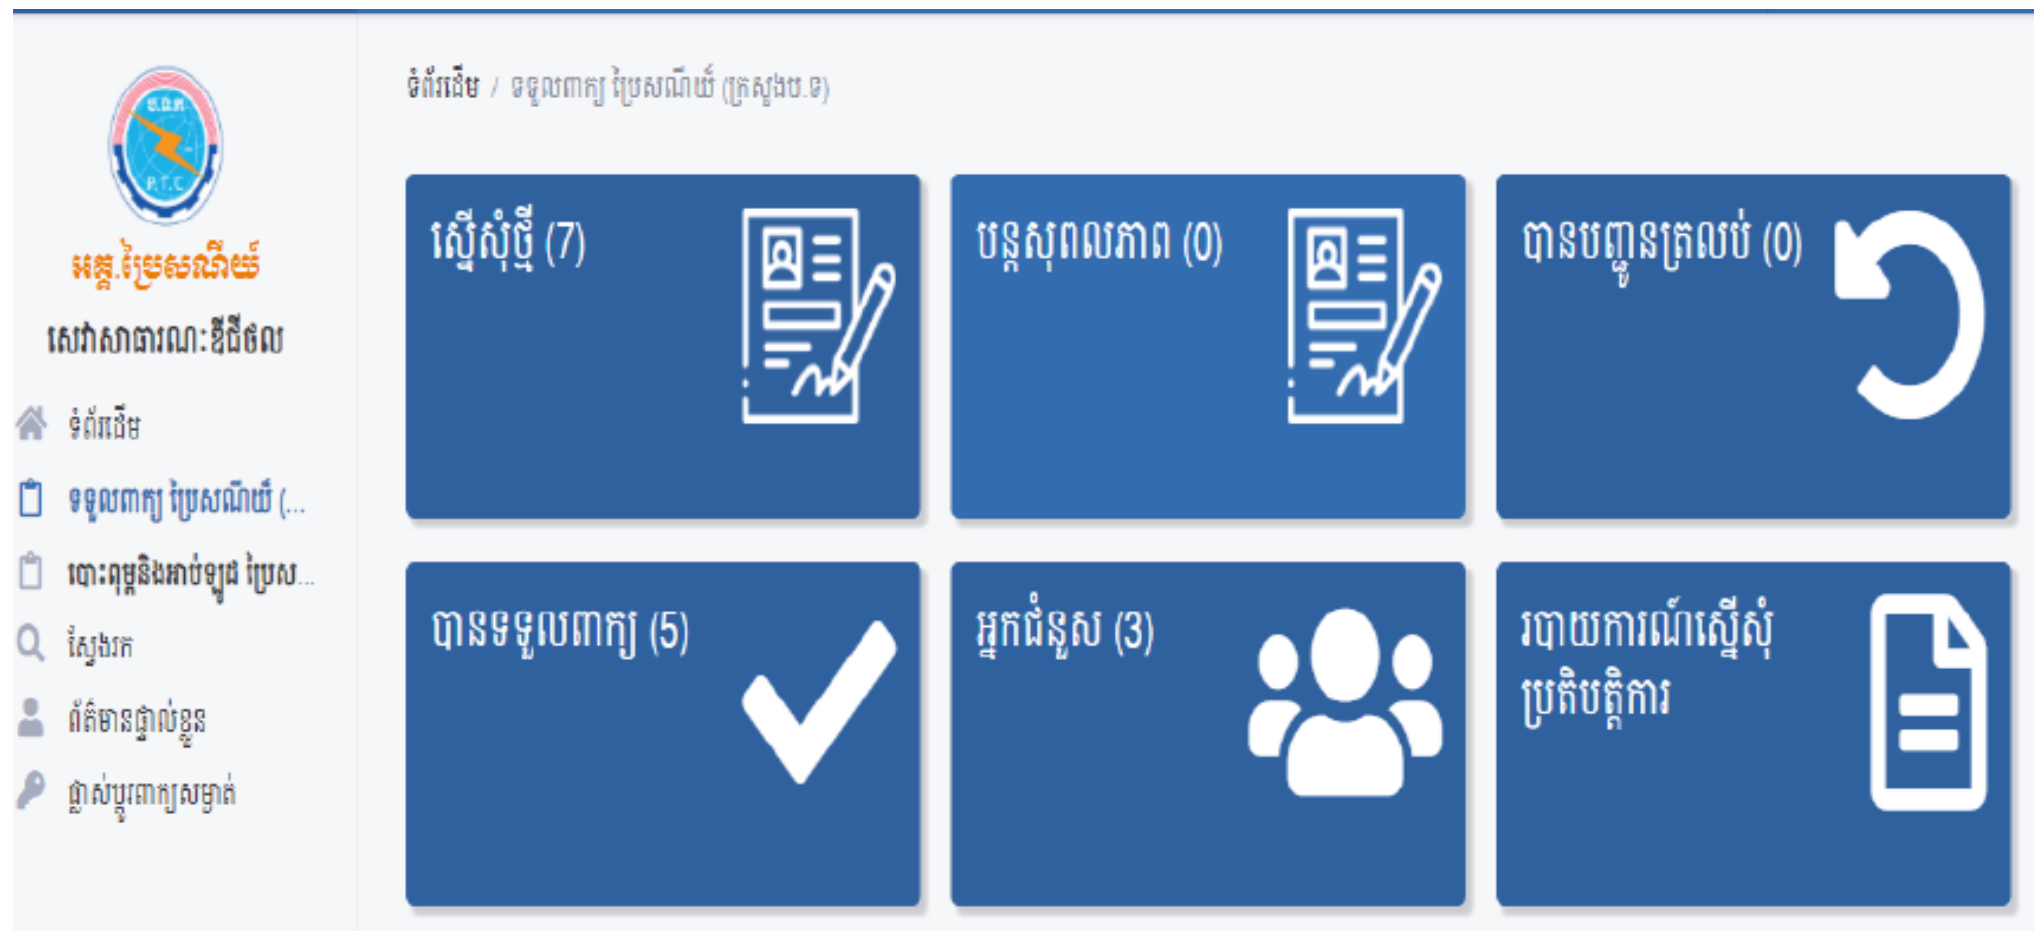 ប.ជ.គ
P.T.C
អគ្គ.ប្រៃសណីយ៍
សេវាសាធារណៈឌីជីថល
ទំព័រដើម
ទទួលពាក្យ ប្រៃសណីយ៍ (...
បោះពុម្ពនិងអាប់ឡូដ ប្រៃស...
ស្វែងរក
ព័ត៌មានផ្ទាល់ខ្លួន
ផ្លាស់ប្តូរពាក្យសម្ងាត់
ទំព័រដើម / ទទួលពាក្យ ប្រៃសណីយ៍ (ក្រសួងប.ទ)
ស្នើសុំថ្មី (7)
បន្តសុពលភាព (0)
បានបញ្ជូនត្រលប់ (0)
បានទទួលពាក្យ (5)
អ្នកជំនួស (3)
របាយការណ៍ស្នើសុំ
ប្រតិបត្តិការ